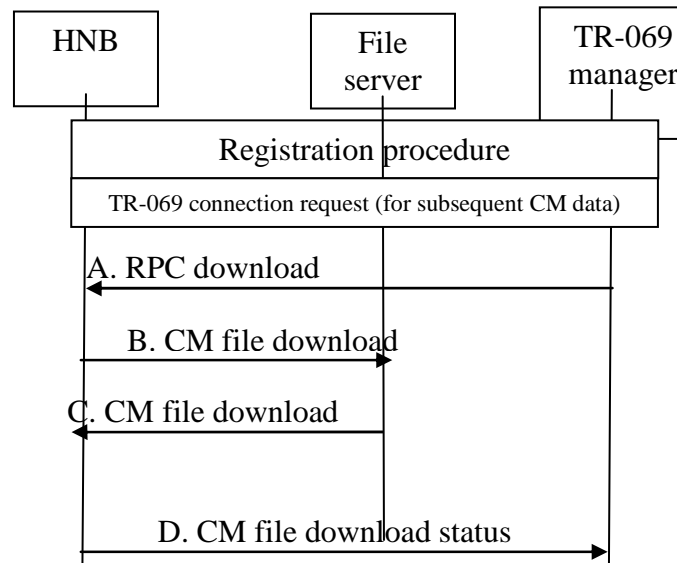 HNB
File
server
TR-069
manager
Registration procedure
TR-069 connection request (for subsequent CM data)
A. RPC download
B. CM file download
C. CM file download
D. CM file download status